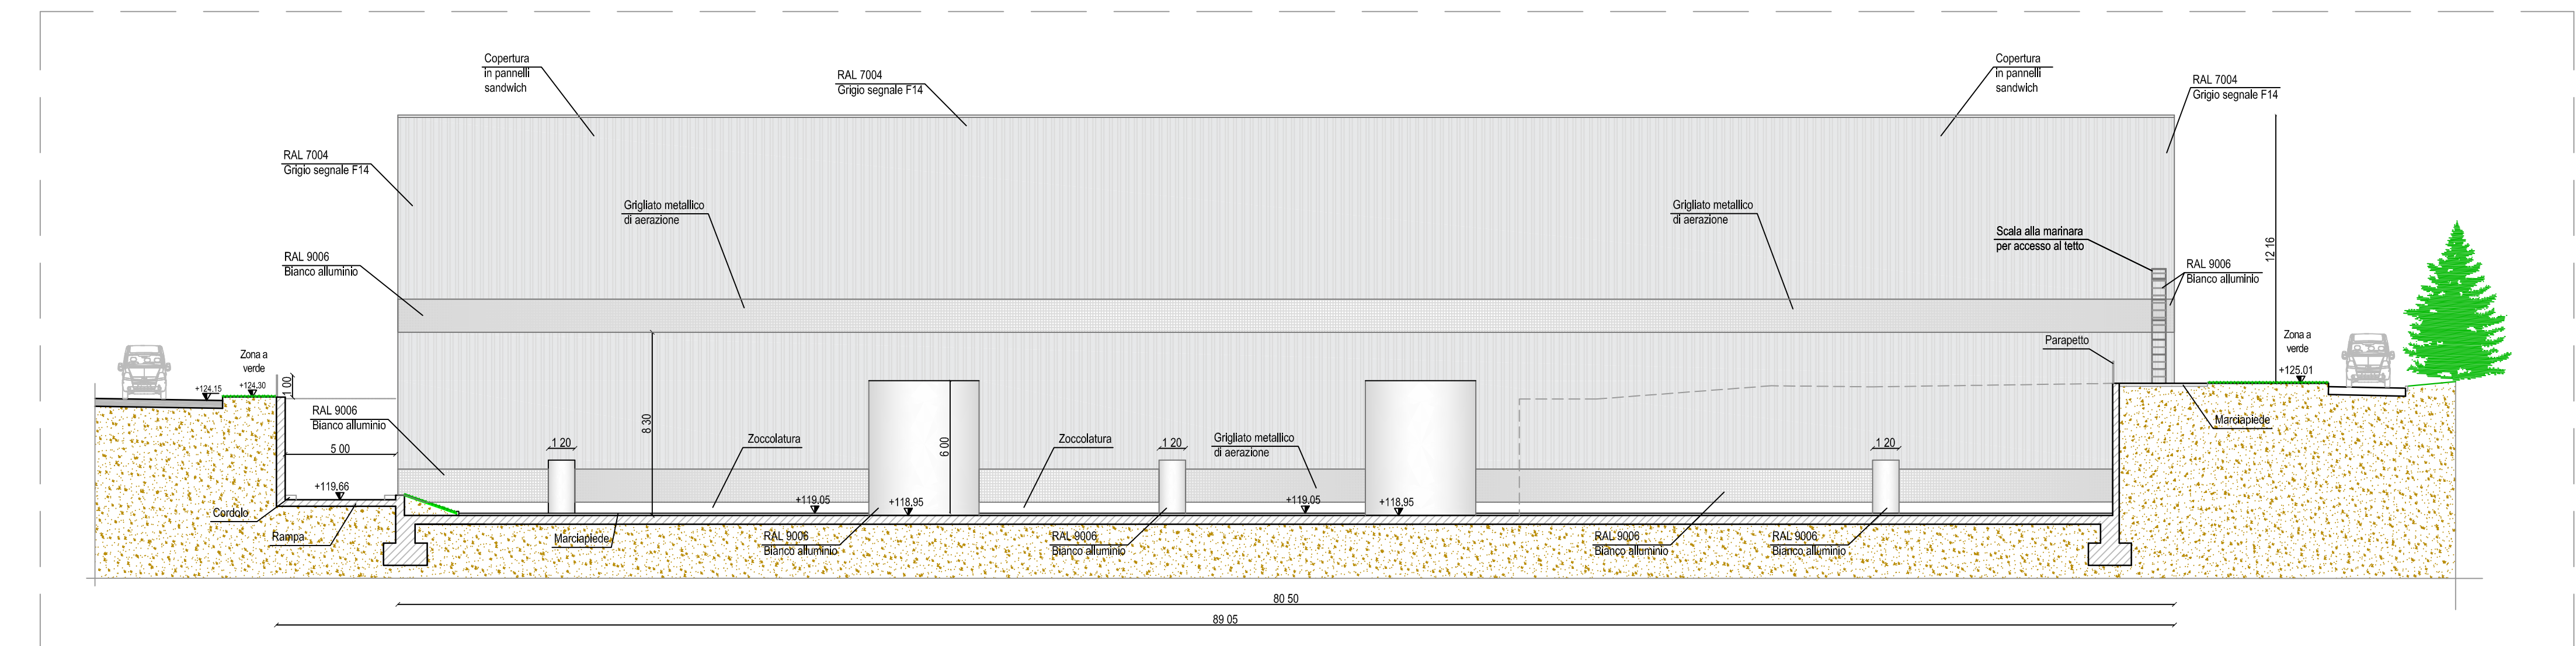 Copertura
in pannelli
sandwich
RAL 7004
Grigio segnale F14
Copertura
in pannelli
sandwich
RAL 7004
Grigio segnale F14
RAL 7004
Grigio segnale F14
Grigliato metallico
di aerazione
Grigliato metallico
di aerazione
Scala alla marinara
per accesso al tetto
12 16
RAL 9006
Bianco alluminio
RAL 9006
Bianco alluminio
Parapetto
Zona a
verde
Zona a
verde
+124.15
+124.30
1 00
+125.01
RAL 9006
Bianco alluminio
8 30
6 00
Marciapiede
5 00
1 20
Zoccolatura
Zoccolatura
1 20
Grigliato metallico
di aerazione
1 20
+119.66
+119.05
+118.95
+119.05
+118.95
Cordolo
Rampa
Marciapiede
RAL 9006
Bianco alluminio
RAL 9006
Bianco alluminio
RAL 9006
Bianco alluminio
RAL 9006
Bianco alluminio
80 50
89 05